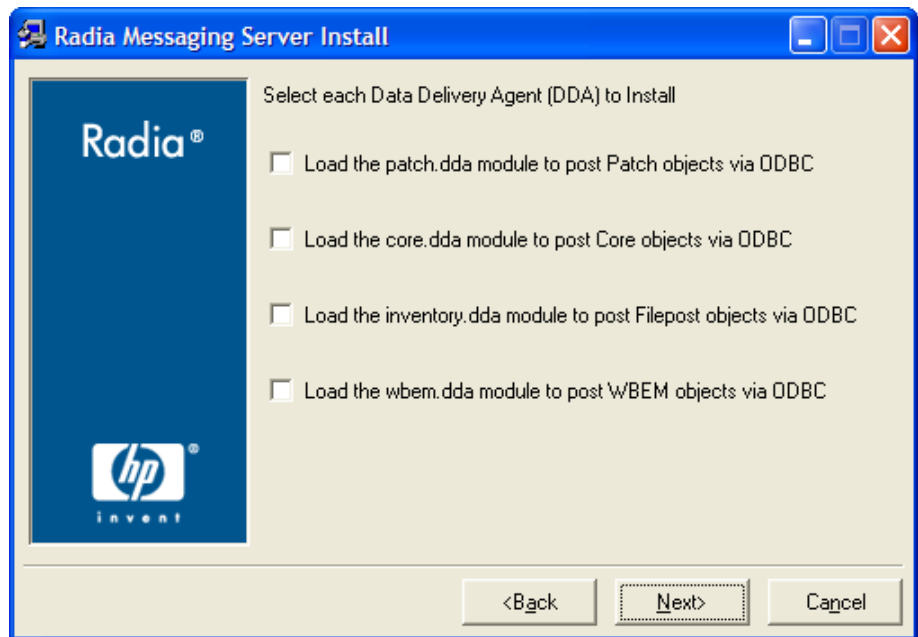 Radia Messaging Server Install
Radia®
Select each Data Delivery Agent (DDA) to Install
Load the patch.dda module to post Patch objects via ODBC
Load the core.dda module to post Core objects via ODBC
Load the inventory.dda module to post Filepost objects via ODBC
Load the wbem.dda module to post WBEM objects via ODBC
hp®
invent
<Back
Next>
Cancel